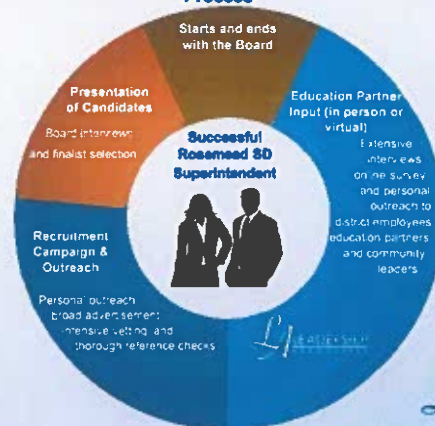 Process
Starts and ends
with the Board
Presentation
of Candidates
Board interviews
and finalist selection
Education Partner
Input (in person or
virtual)
Extensive
interviews
online survey
and personal
outreach to
district employees
education partners
and community
leaders
Successful
Rosemead SD
Superintendent
Recruitment
Campaign &
Outreach
Personal outreach
broad advertisement
intensive vetting and
thorough reference checks
LEADERSHIP